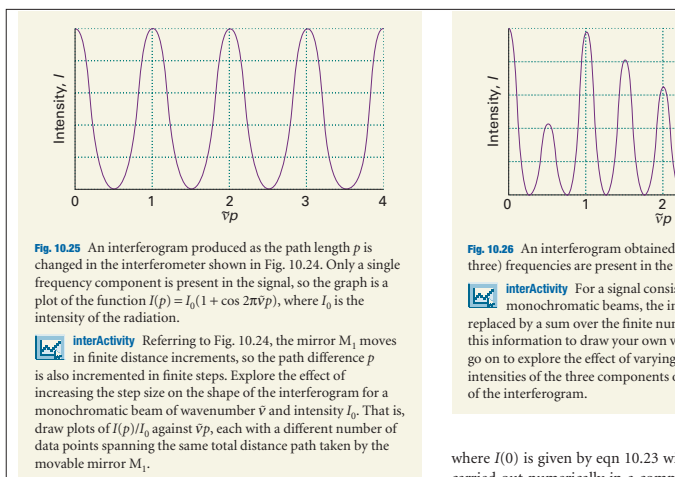 Intensity, I
0 1 2 3 4
ṽp
Fig. 10.25 An interferogram produced as the path length p is
changed in the interferometer shown in Fig. 10.24. Only a single
frequency component is present in the signal, so the graph is a
plot of the function I(p) = I₀(1 + cos 2πṽp), where I₀ is the
intensity of the radiation.
interActivity Referring to Fig. 10.24, the mirror M₁ moves
in finite distance increments, so the path difference p
is also incremented in finite steps. Explore the effect of
increasing the step size on the shape of the interferogram for a
monochromatic beam of wavenumber ṽ and intensity I₀. That is,
draw plots of I(p)/I₀ against ṽp, each with a different number of
data points spanning the same total distance path taken by the
movable mirror M₁.
Intensity, I
0 1 2
ṽp
Fig. 10.26 An interferogram obtained
three) frequencies are present in the
interActivity For a signal consis
monochromatic beams, the in
replaced by a sum over the finite num
this information to draw your own v
go on to explore the effect of varying
intensities of the three components o
of the interferogram.
where I(0) is given by eqn 10.23 wi